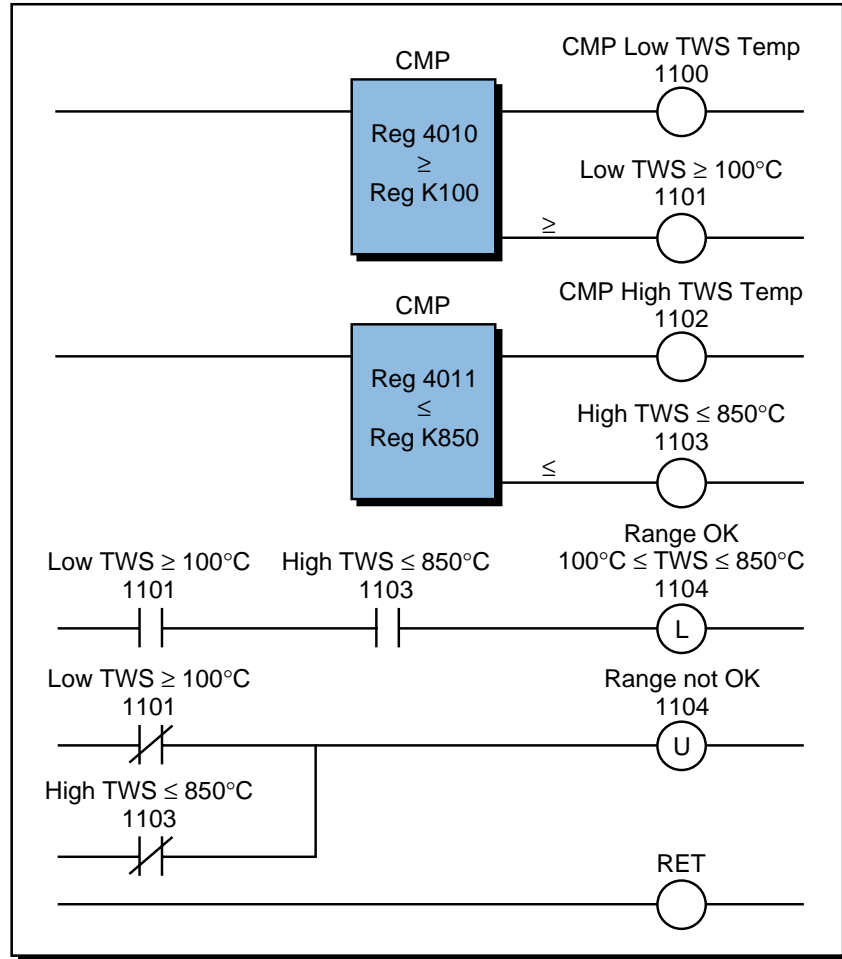 CMP
CMP Low TWS Temp
1100
Reg 4010
≥
Reg K100
Low TWS ≥ 100°C
1101
≥
CMP
CMP High TWS Temp
1102
Reg 4011
≤
Reg K850
High TWS ≤ 850°C
1103
≤
Low TWS ≥ 100°C
1101
High TWS ≤ 850°C
1103
Range OK
100°C ≤ TWS ≤ 850°C
1104
L
Low TWS ≥ 100°C
1101
Range not OK
1104
U
High TWS ≤ 850°C
1103
RET